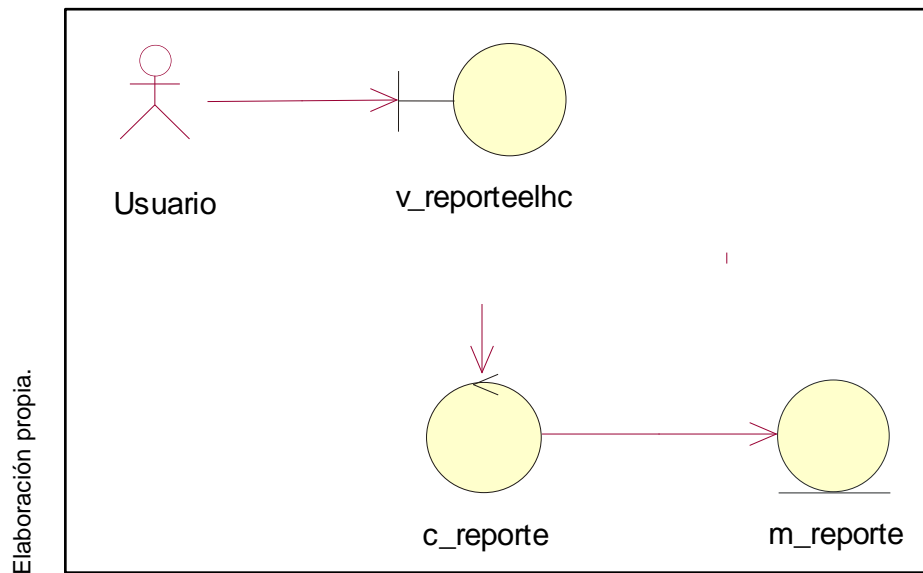 Usuario
v_reporteelhc
c_reporte
m_reporte
Elaboración propia.